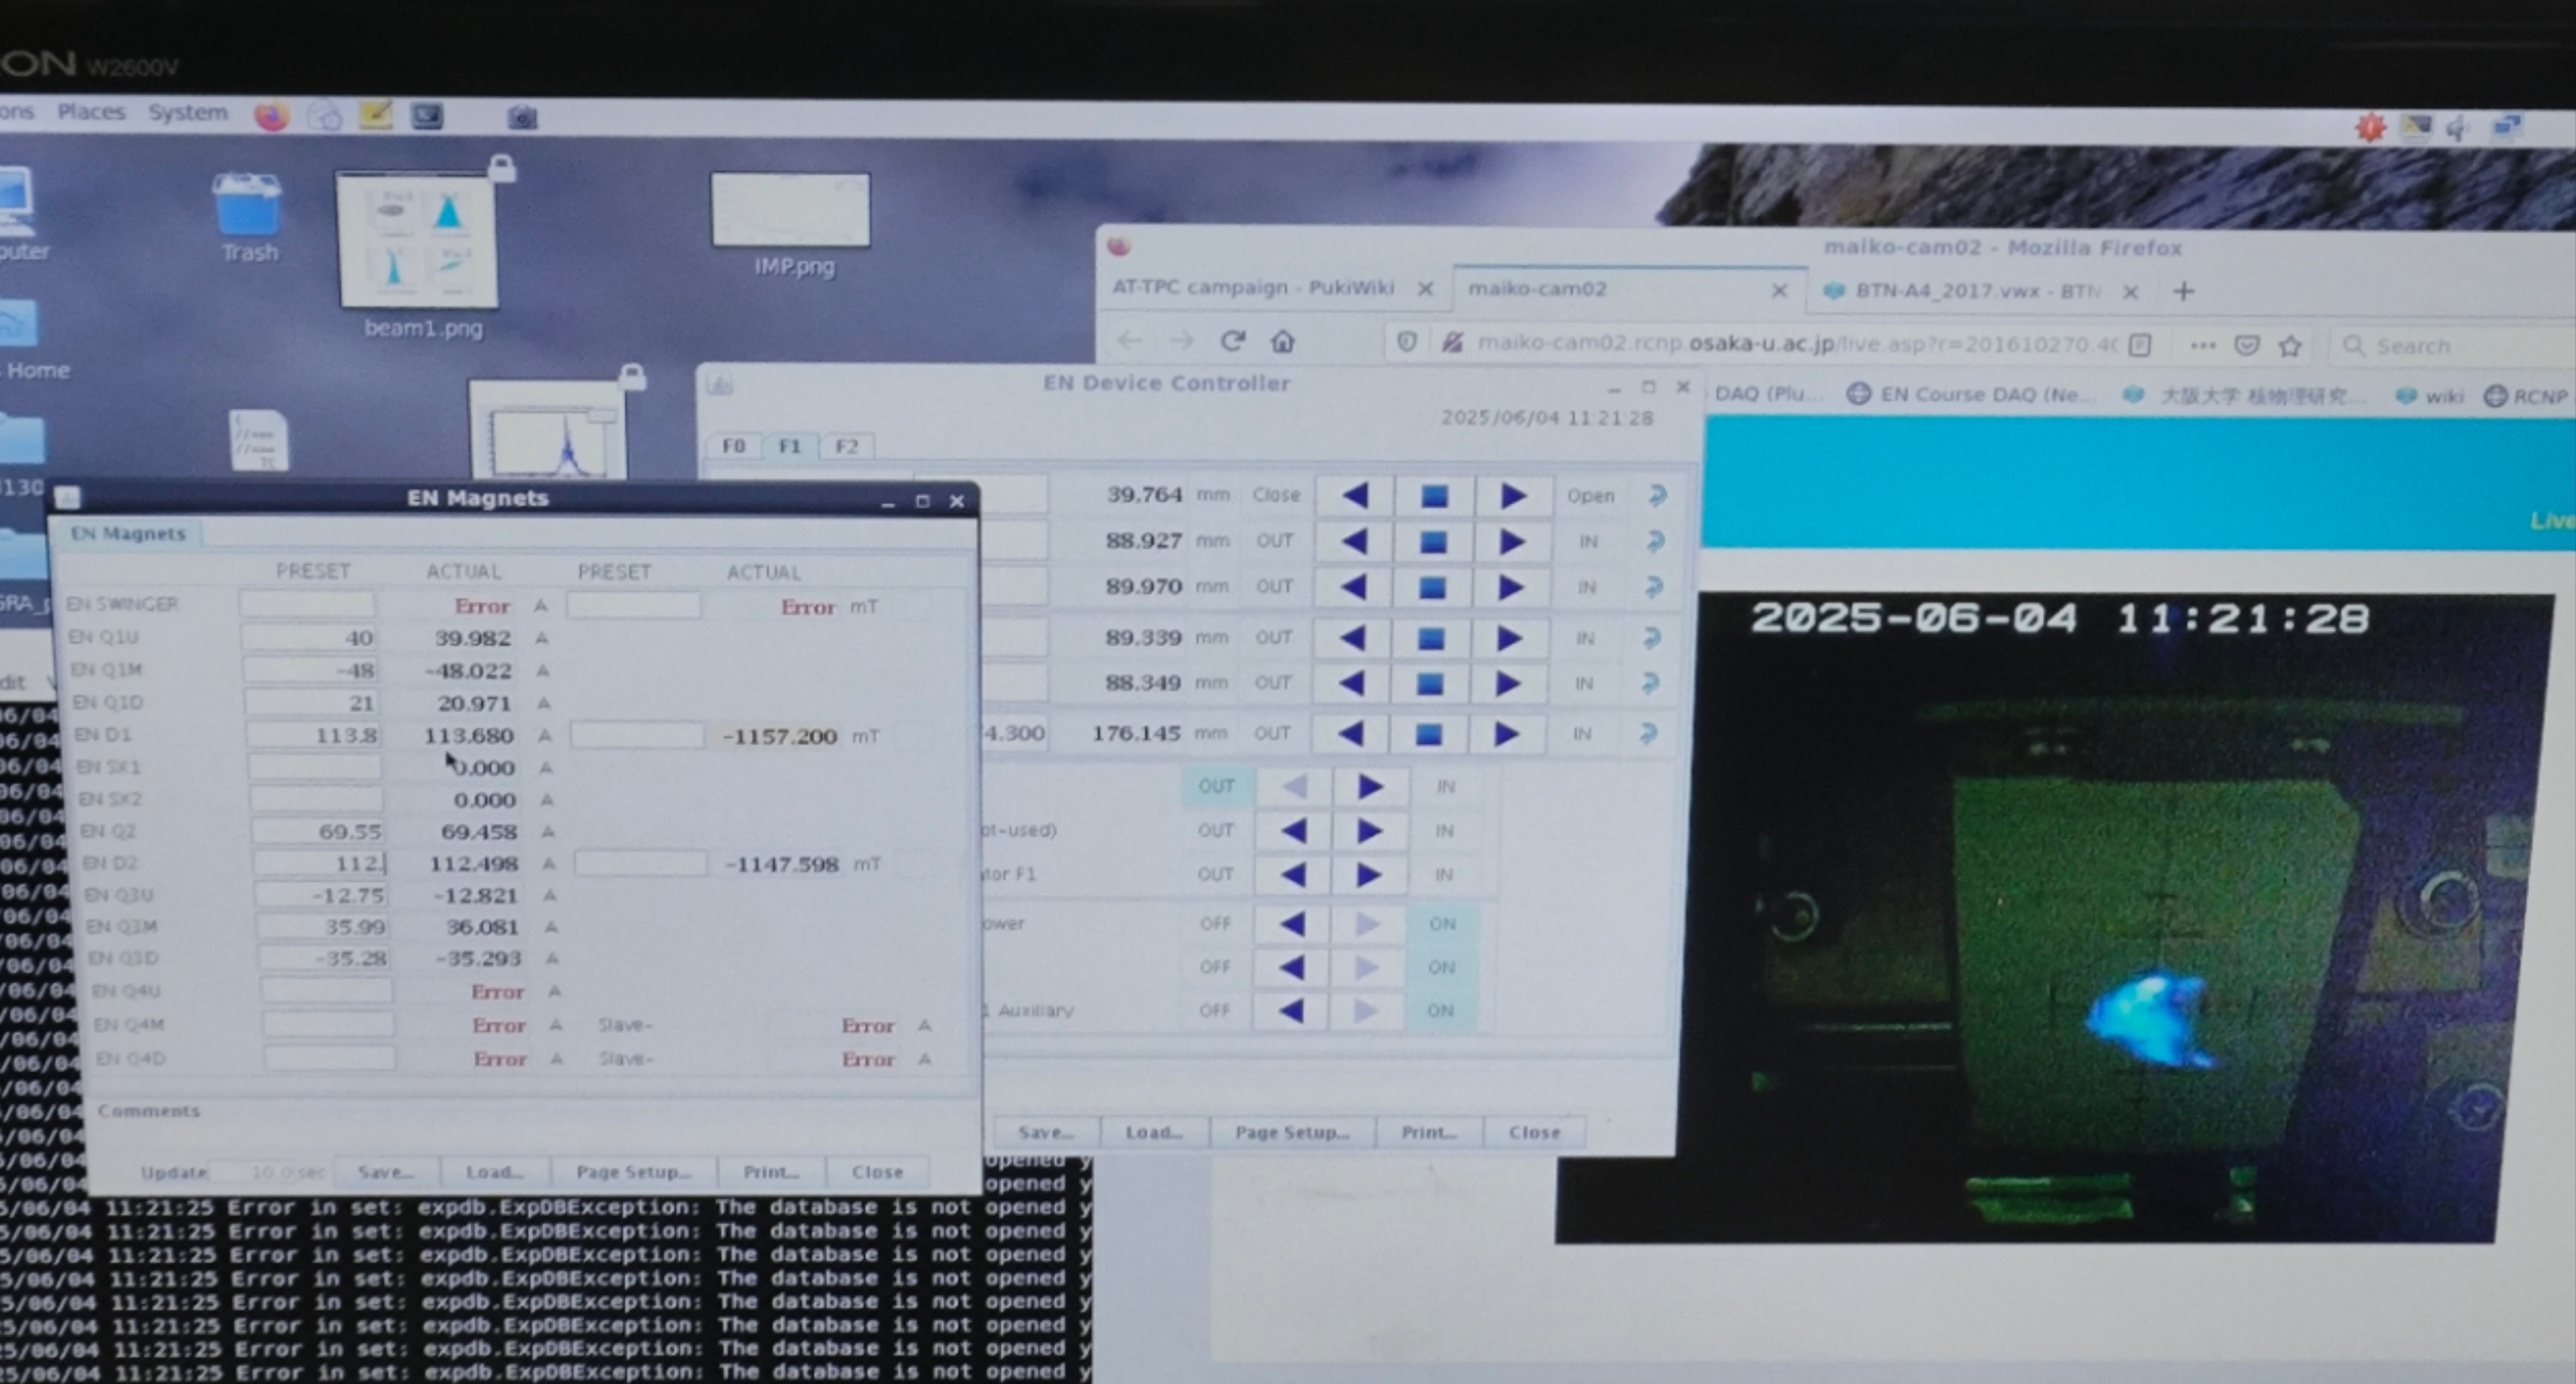 ON W2600V
ons Places System
Trash
beam1.png
IMP.png
Home
maiko-cam02 - Mozilla Firefox
AT-TPC campaign - PukiWiki
maiko-cam02
BTN-A4_2017.vwx - BTN
maiko-cam02.rcnp.osaka-u.ac.jp/live.asp?r=201610270.40
Search
DAQ (Plu...
EN Course DAQ (Ne...
大阪大学 核物理研究...
wiki
RCNP
Live
2025-06-04 11:21:28
EN Device Controller
2025/06/04 11:21:28
F0 F1 F2
39.764 mm Close Open
88.927 mm OUT IN
89.970 mm OUT IN
89.339 mm OUT IN
88.349 mm OUT IN
4.300 176.145 mm OUT IN
OUT IN
ot-used) OUT IN
tor F1 OUT IN
ower OFF ON
OFF ON
1 Auxiliary OFF ON
Save... Load... Page Setup... Print... Close
EN Magnets
EN Magnets
PRESET ACTUAL PRESET ACTUAL
EN SWINGER Error A Error mT
EN Q1U 40 39.982 A
EN Q1M -48 -48.022 A
EN Q1D 21 20.971 A
EN D1 113.8 113.680 A -1157.200 mT
EN SX1 0.000 A
EN SX2 0.000 A
EN Q2 69.55 69.458 A
EN D2 112. 112.498 A -1147.598 mT
EN Q3U -12.75 -12.821 A
EN Q3M 35.99 36.081 A
EN Q3D -35.28 -35.293 A
EN Q4U Error A
EN Q4M Error A Slave- Error A
EN Q4D Error A Slave- Error A
Comments
Update 10.0 sec Save... Load... Page Setup... Print... Close
opened y
opened y
5/06/04 11:21:25 Error in set: expdb.ExpDBException: The database is not opened y
5/06/04 11:21:25 Error in set: expdb.ExpDBException: The database is not opened y
5/06/04 11:21:25 Error in set: expdb.ExpDBException: The database is not opened y
5/06/04 11:21:25 Error in set: expdb.ExpDBException: The database is not opened y
5/06/04 11:21:25 Error in set: expdb.ExpDBException: The database is not opened y
5/06/04 11:21:25 Error in set: expdb.ExpDBException: The database is not opened y
25/06/04 11:21:25 Error in set: expdb.ExpDBException: The database is not opened y
25/06/04 11:21:25 Error in set: expdb.ExpDBException: The database is not opened y